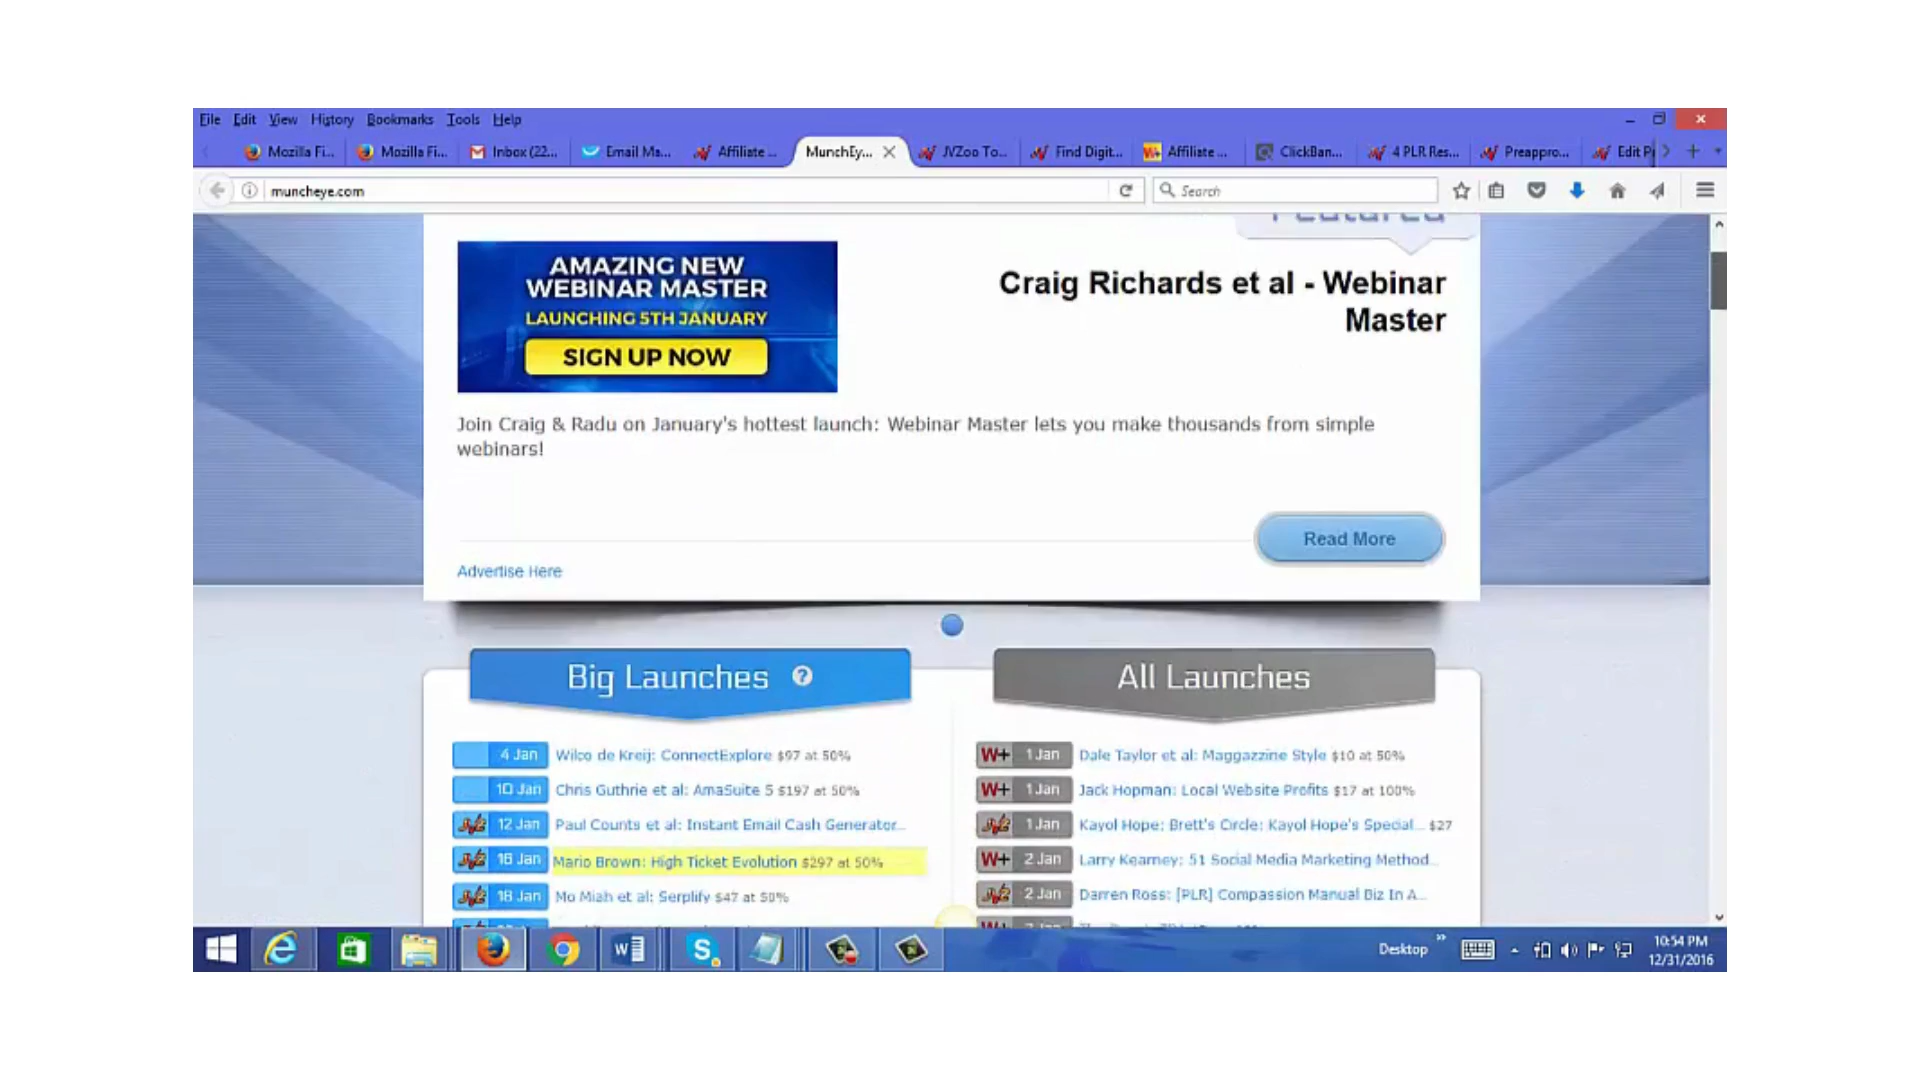 File Edit View History Bookmarks Tools Help
Mozilla Fi... Mozilla Fi... Inbox (22... Email Ma... Affiliate ... MunchEy... JVZoo To... Find Digit... Affiliate ... ClickBan... 4 PLR Res... Preappro... Edit P
muncheye.com
Search
Featured
AMAZING NEW
WEBINAR MASTER
LAUNCHING 5TH JANUARY
SIGN UP NOW
Craig Richards et al - Webinar
Master
Join Craig & Radu on January's hottest launch: Webinar Master lets you make thousands from simple
webinars!
Read More
Advertise Here
Big Launches ?
4 Jan Wilco de Kreij: ConnectExplore $97 at 50%
10 Jan Chris Guthrie et al: AmaSuite 5 $197 at 50%
12 Jan Paul Counts et al: Instant Email Cash Generator...
16 Jan Mario Brown: High Ticket Evolution $297 at 50%
18 Jan Mo Miah et al: Serplify $47 at 50%
All Launches
W+ 1 Jan Dale Taylor et al: Maggazzine Style $10 at 50%
W+ 1 Jan Jack Hopman: Local Website Profits $17 at 100%
1 Jan Kayol Hope: Brett's Circle: Kayol Hope's Special... $27
W+ 2 Jan Larry Kearney: 51 Social Media Marketing Method...
2 Jan Darren Ross: [PLR] Compassion Manual Biz In A...
Desktop
10:54 PM
12/31/2016